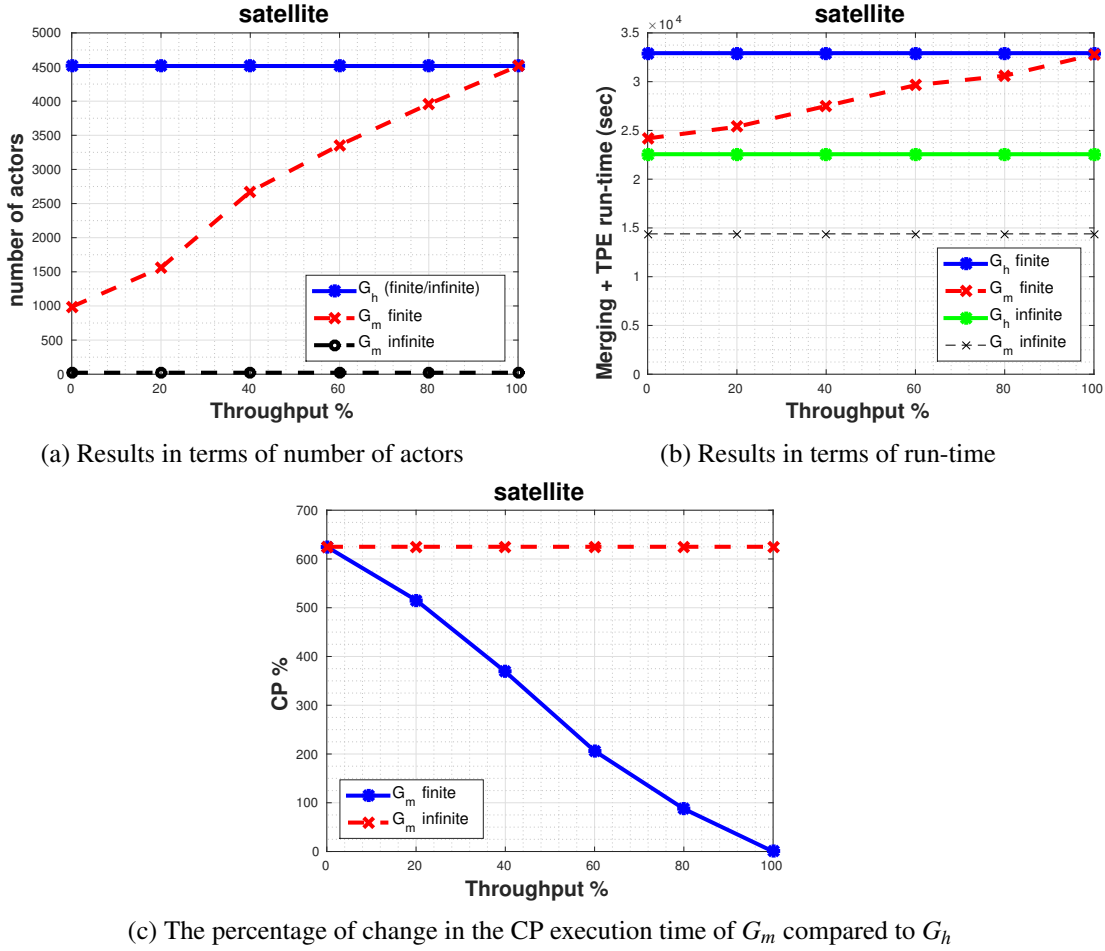 satellite
5000
4500
4000
3500
3000
2500
2000
1500
1000
500
0
number of actors
G_h (finite/infinite)
G_m finite
G_m infinite
0 20 40 60 80 100
Throughput %
(a) Results in terms of number of actors
× 10^4
satellite
3.5
3
2.5
2
1.5
1
0.5
0
Merging + TPE run-time (sec)
G_h finite
G_m finite
G_h infinite
G_m infinite
0 20 40 60 80 100
Throughput %
(b) Results in terms of run-time
satellite
700
600
500
400
300
200
100
0
CP %
G_m finite
G_m infinite
0 20 40 60 80 100
Throughput %
(c) The percentage of change in the CP execution time of G_m compared to G_h